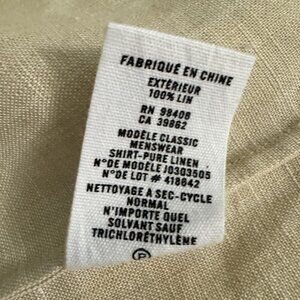 FABRIQUÉ EN CHINE
EXTÉRIEUR
100% LIN
RN 98408
CA 39862
MODÈLE CLASSIC
MENSWEAR
SHIRT-PURE LINEN
N°DE MODÈLE J0303505
N°DE LOT # 418642
NETTOYAGE À SEC-CYCLE
NORMAL
N'IMPORTE QUEL
SOLVANT SAUF
TRICHLORÉTHYLÈNE
P